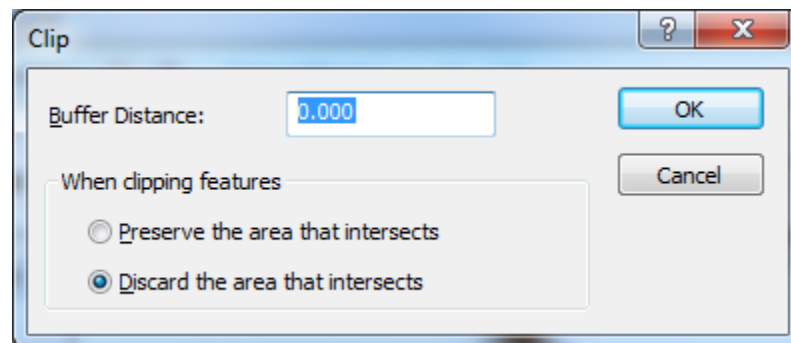 Clip
?
X
Buffer Distance: 0.000
OK
When clipping features
Cancel
Preserve the area that intersects
Discard the area that intersects